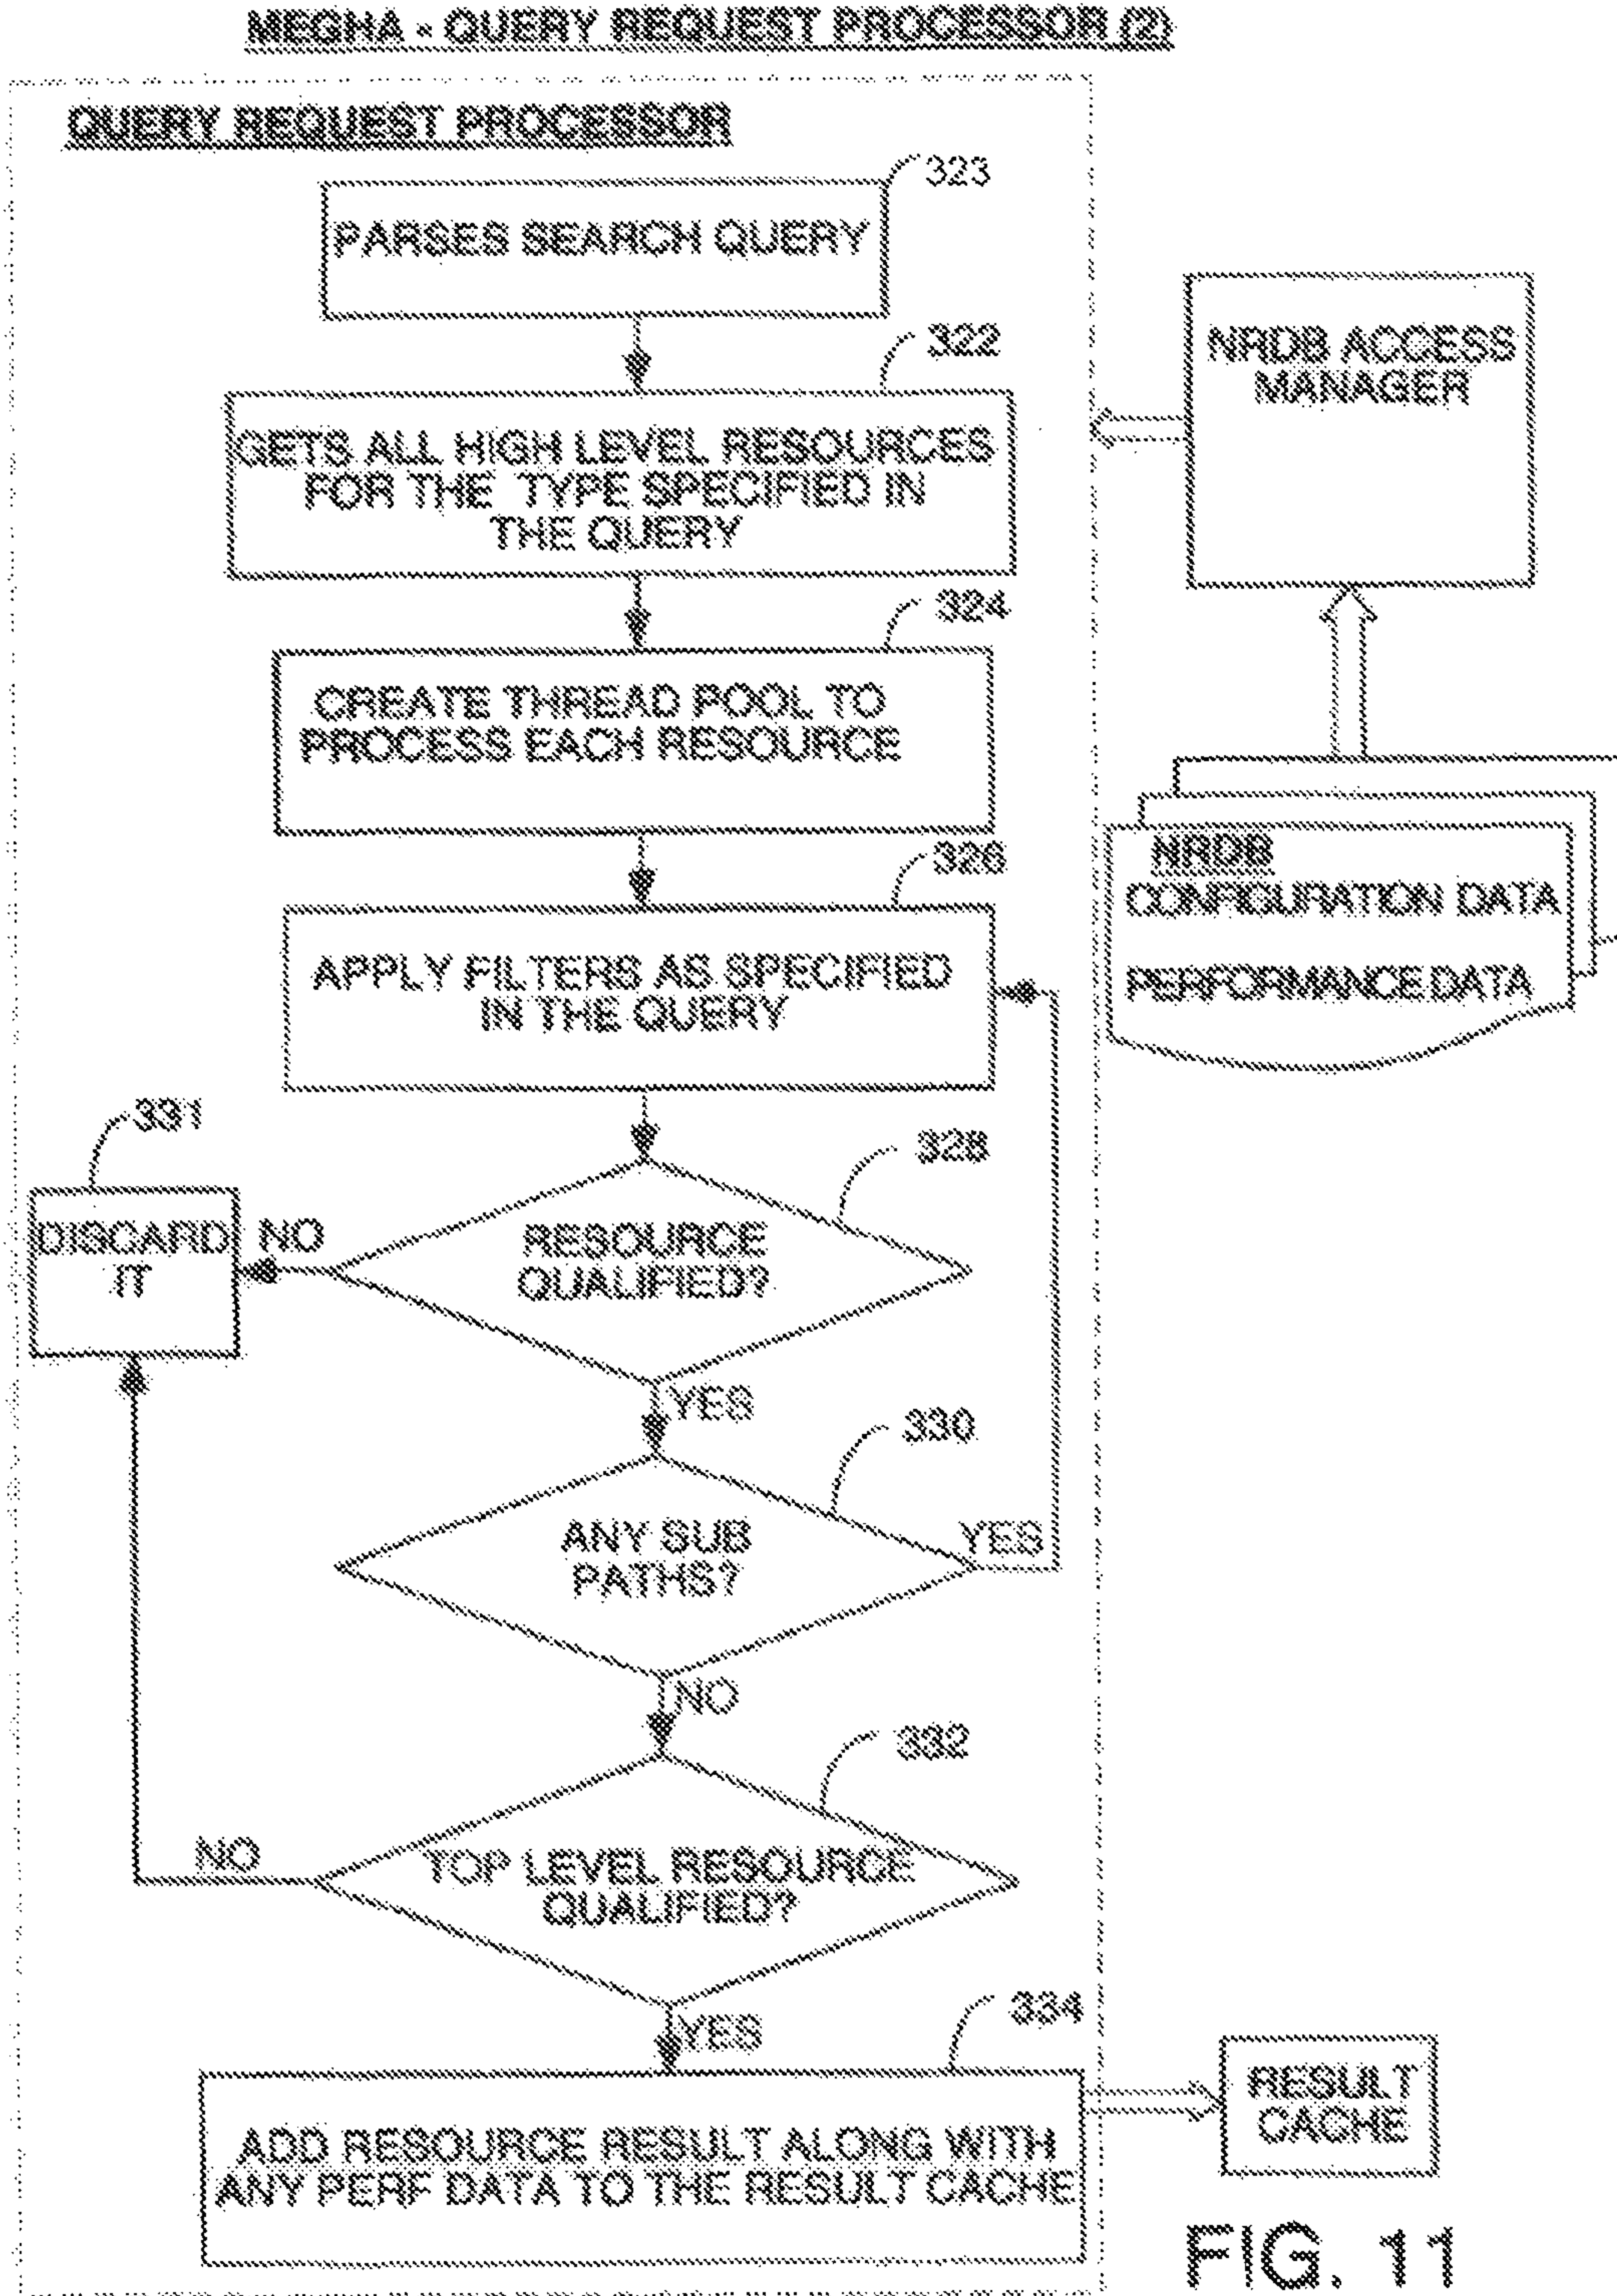 MEGHA - QUERY REQUEST PROCESSOR (2)
QUERY REQUEST PROCESSOR
323
PARSES SEARCH QUERY
322
GETS ALL HIGH LEVEL RESOURCES
FOR THE TYPE SPECIFIED IN
THE QUERY
NRDB ACCESS
MANAGER
324
CREATE THREAD POOL TO
PROCESS EACH RESOURCE
326
APPLY FILTERS AS SPECIFIED
IN THE QUERY
NRDB
CONFIGURATION DATA
PERFORMANCE DATA
331
DISCARD
IT
NO
328
RESOURCE
QUALIFIED?
YES
330
ANY SUB
PATHS?
YES
NO
332
TOP LEVEL RESOURCE
QUALIFIED?
NO
YES
334
ADD RESOURCE RESULT ALONG WITH
ANY PERF DATA TO THE RESULT CACHE
RESULT
CACHE
FIG. 11